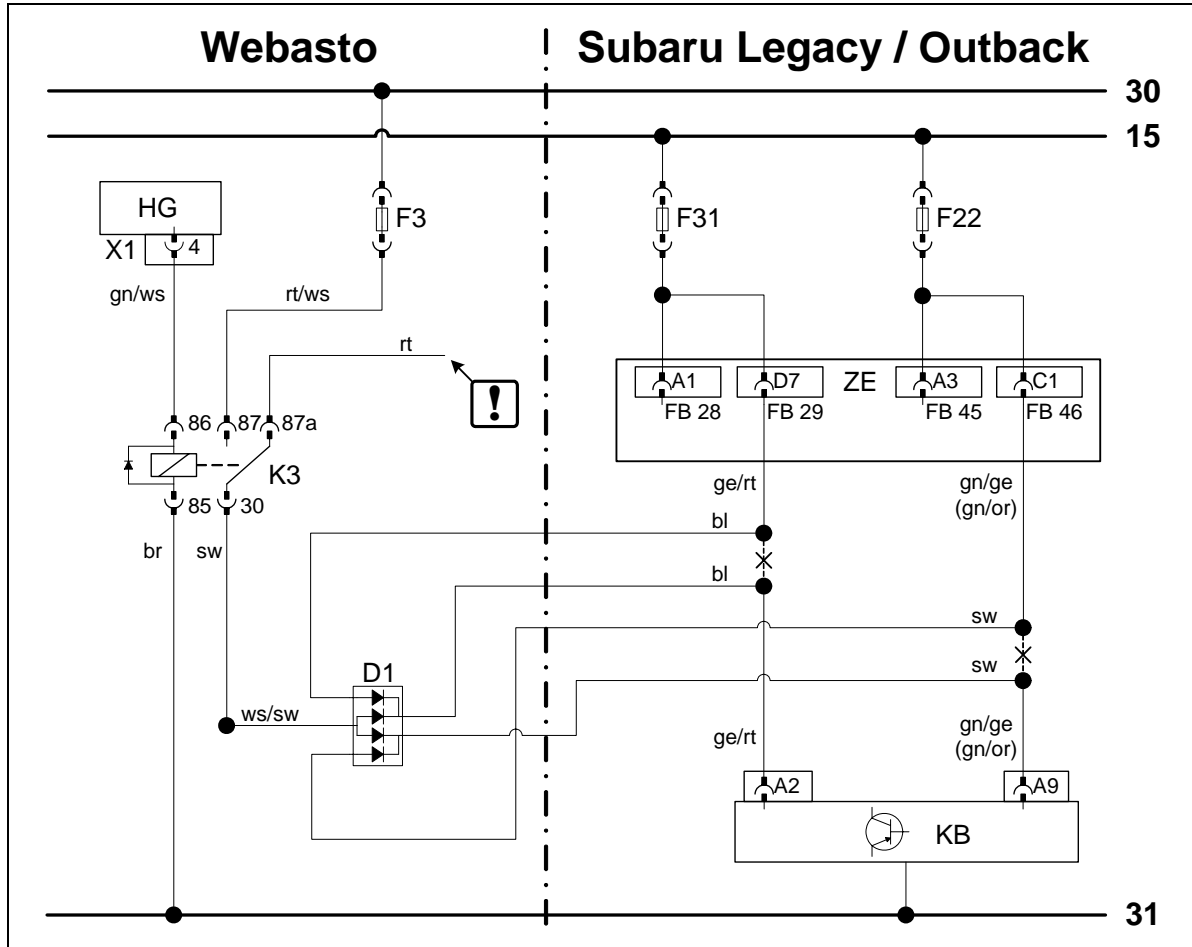 Webasto
Subaru Legacy / Outback
30
15
HG
X1
4
F3
F31
F22
gn/ws
rt/ws
rt
!
A1
D7
ZE
A3
C1
FB 28
FB 29
FB 45
FB 46
86
87
87a
K3
85
30
ge/rt
gn/ge
(gn/or)
br
sw
bl
bl
sw
sw
D1
ws/sw
ge/rt
gn/ge
(gn/or)
A2
A9
KB
31